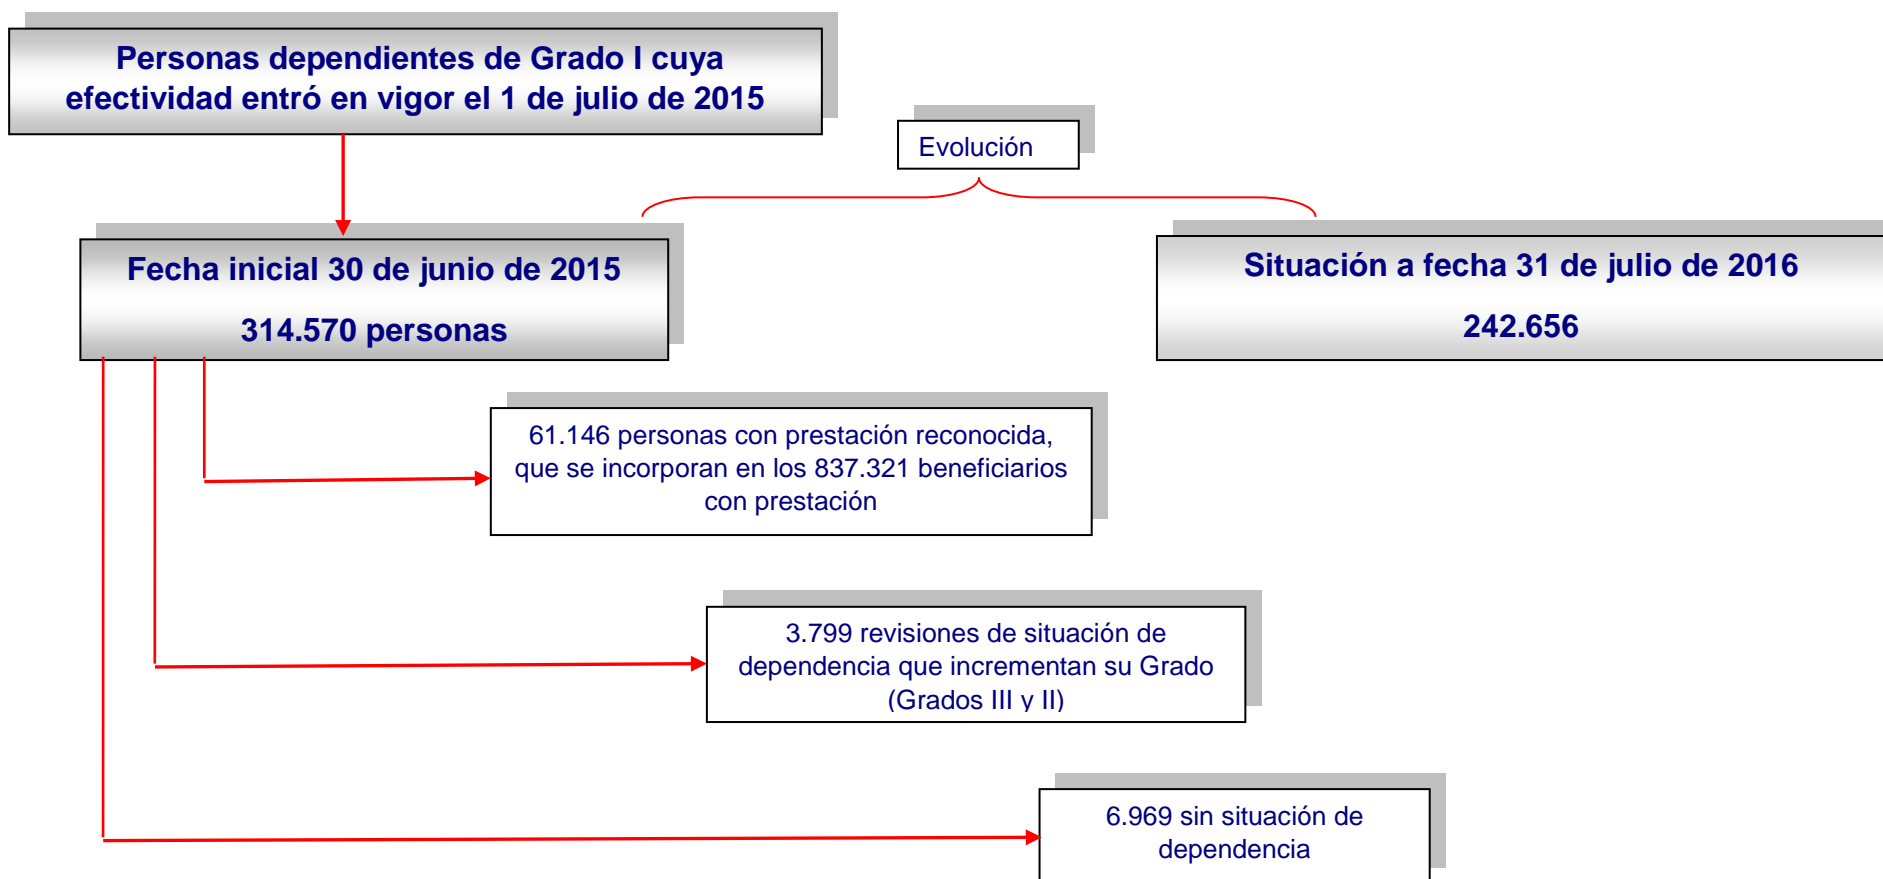 Personas dependientes de Grado I cuya
efectividad entró en vigor el 1 de julio de 2015
Evolución
Fecha inicial 30 de junio de 2015
314.570 personas
Situación a fecha 31 de julio de 2016
242.656
61.146 personas con prestación reconocida,
que se incorporan en los 837.321 beneficiarios
con prestación
3.799 revisiones de situación de
dependencia que incrementan su Grado
(Grados III y II)
6.969 sin situación de
dependencia